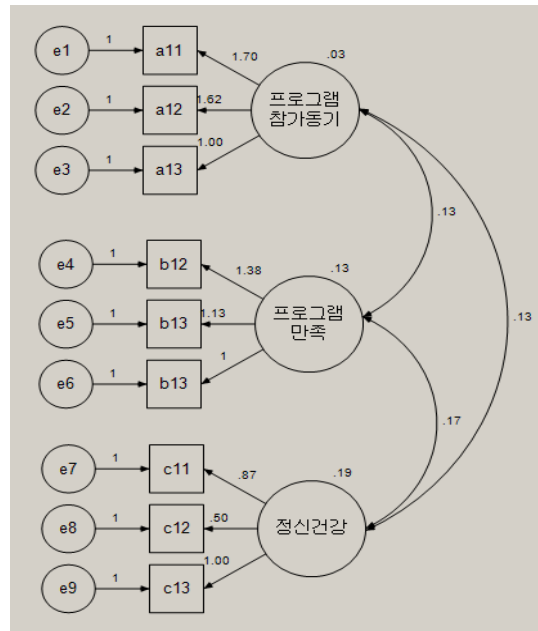 e1 1 a11 1.70 .03
e2 1 a12 1.62 프로그램
참가동기
e3 1 a13 1.00
.13
e4 1 b12 1.38 .13
e5 1 b13 1.13 프로그램
만족
.13
e6 1 b13 1
.17
e7 1 c11 .87 .19
e8 1 c12 .50 정신건강
e9 1 c13 1.00